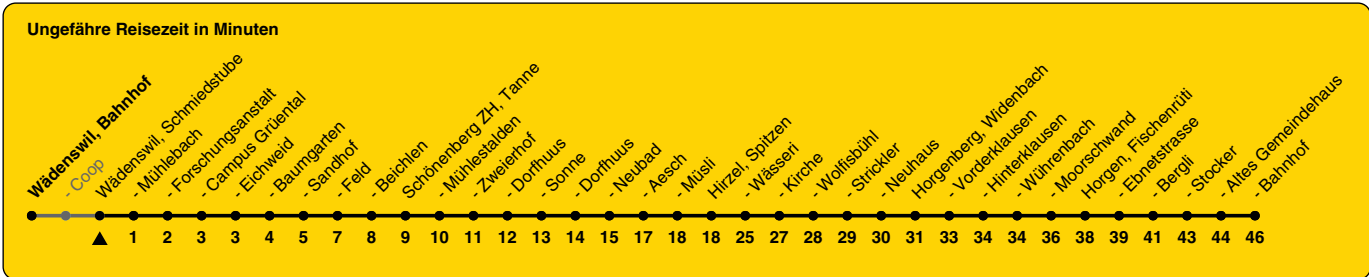 Ungefähre Reisezeit in Minuten
Wädenswil, Bahnhof
- Coop
Wädenswil, Schmiedstube
- Mühlebach
- Forschungsanstalt
- Campus Grüental
- Eichweid
- Baumgarten
- Sandhof
- Feld
- Beichlen
Schönenberg ZH, Tanne
- Mühlestalden
- Zweierhof
- Dorfhuus
- Sonne
- Dorfhuus
- Neubad
- Aesch
- Müsli
Hirzel, Spitzen
- Wässeri
- Kirche
- Wolfisbühl
- Strickler
- Neuhaus
Horgenberg, Widenbach
- Vorderklausen
- Hinterklausen
- Wührenbach
- Moorschwand
Horgen, Fischenrüti
- Ebnetstrasse
- Bergli
- Stocker
- Altes Gemeindehaus
- Bahnhof
1 2 3 3 4 5 7 8 9 10 11 12 13 14 15 17 18 18 25 27 28 29 30 31 33 34 34 36 38 39 41 43 44 46